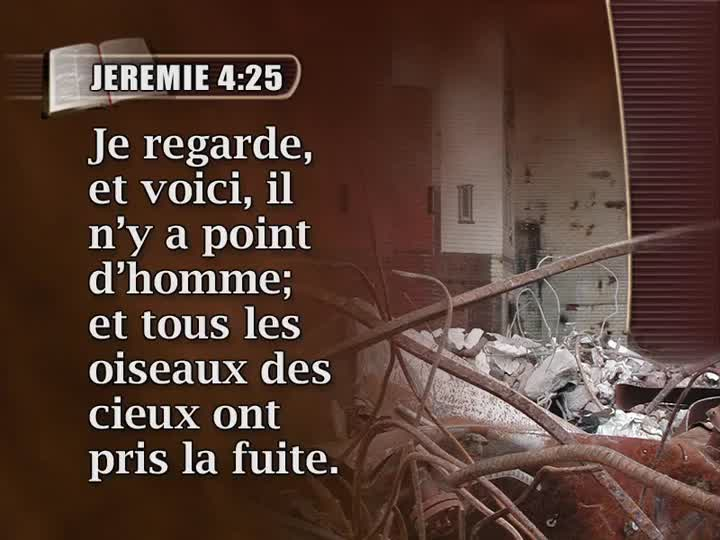 JEREMIE 4:25
Je regarde,
et voici, il
n’y a point
d’homme;
et tous les
oiseaux des
cieux ont
pris la fuite.